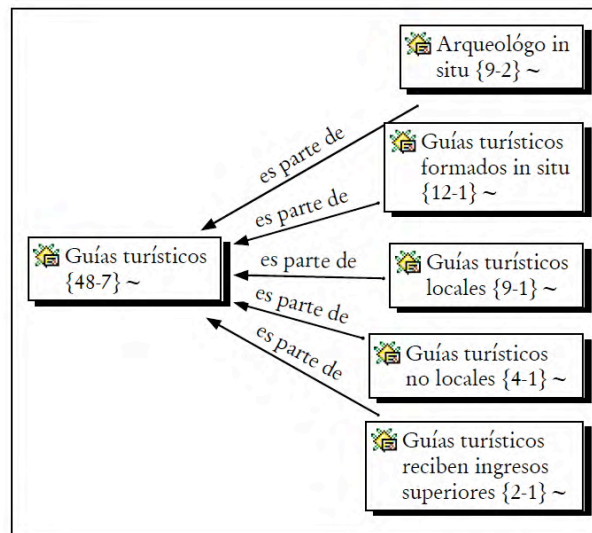 Arqueológo in
situ {9-2} ~
es parte de
Guías turísticos
formados in situ
{12-1} ~
es parte de
Guías turísticos
{48-7} ~
es parte de
Guías turísticos
locales {9-1} ~
es parte de
Guías turísticos
no locales {4-1} ~
es parte de
Guías turísticos
reciben ingresos
superiores {2-1} ~